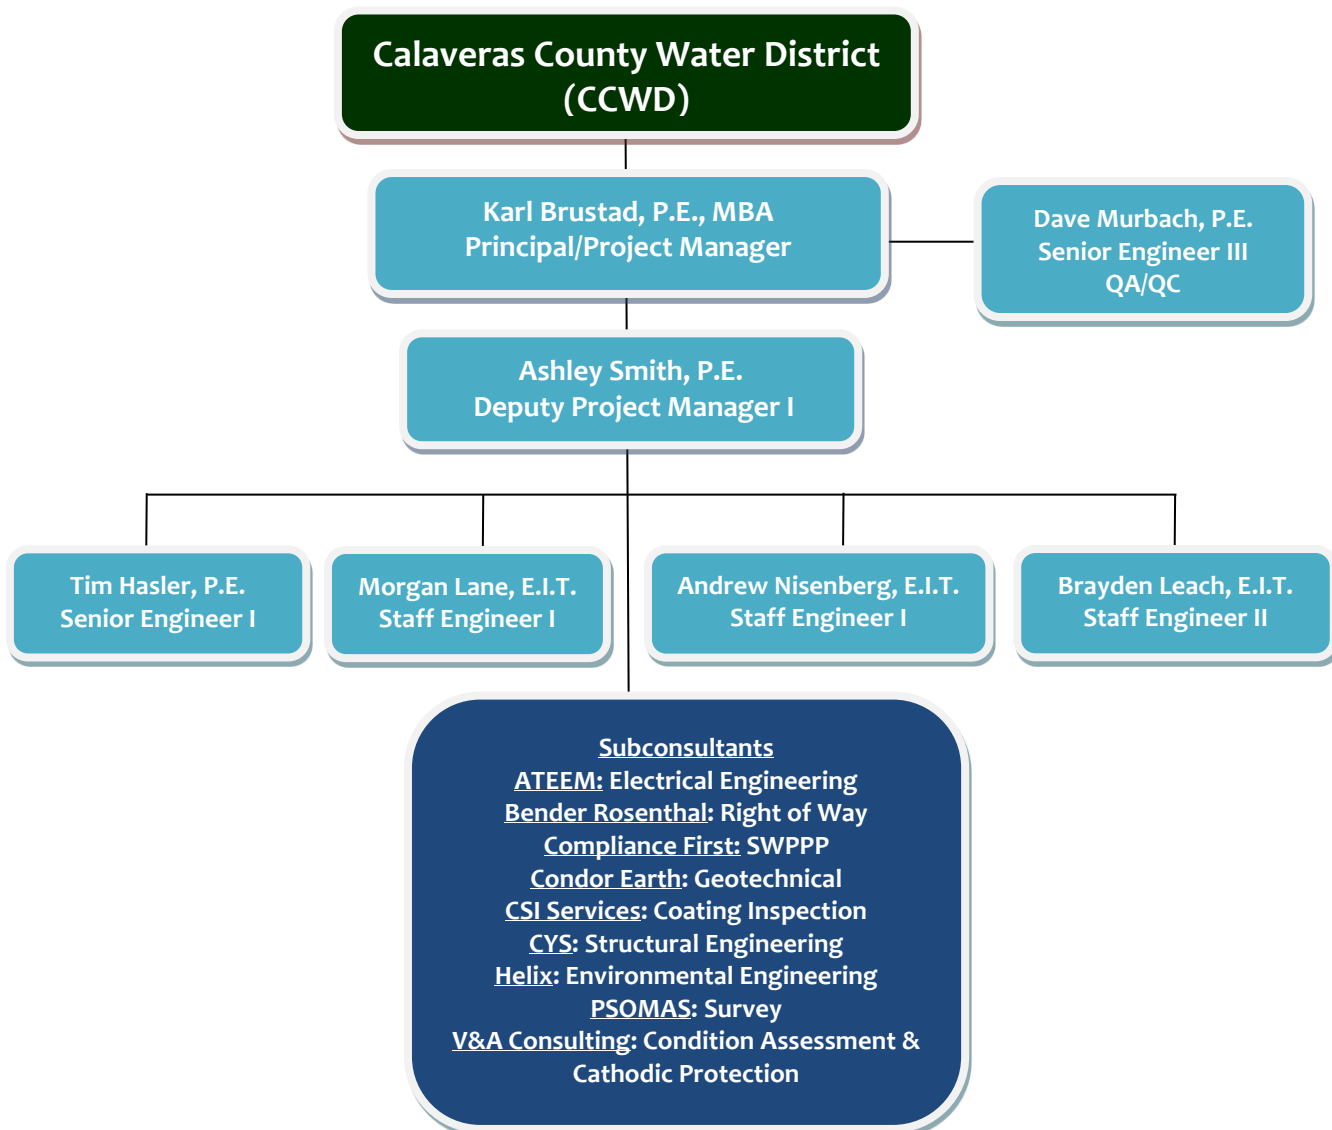 Calaveras County Water District
(CCWD)
Karl Brustad, P.E., MBA
Principal/Project Manager
Dave Murbach, P.E.
Senior Engineer III
QA/QC
Ashley Smith, P.E.
Deputy Project Manager I
Tim Hasler, P.E.
Senior Engineer I
Morgan Lane, E.I.T.
Staff Engineer I
Andrew Nisenberg, E.I.T.
Staff Engineer I
Brayden Leach, E.I.T.
Staff Engineer II
Subconsultants
ATEEM: Electrical Engineering
Bender Rosenthal: Right of Way
Compliance First: SWPPP
Condor Earth: Geotechnical
CSI Services: Coating Inspection
CYS: Structural Engineering
Helix: Environmental Engineering
PSOMAS: Survey
V&A Consulting: Condition Assessment &
Cathodic Protection